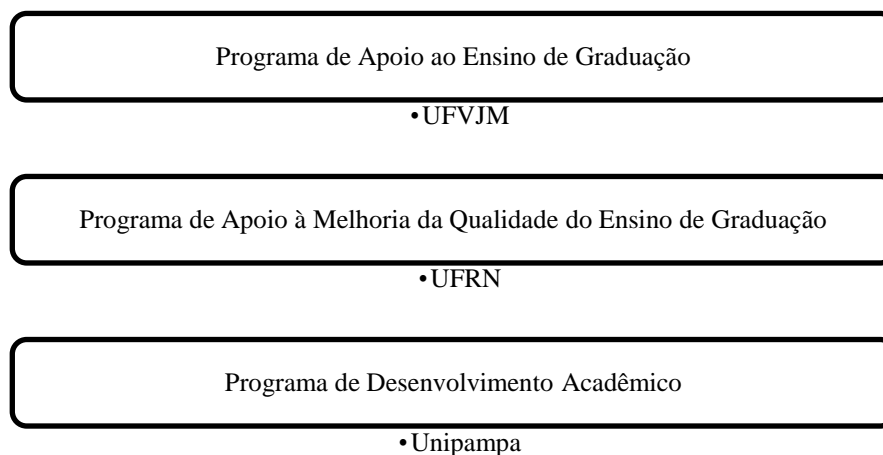 Programa de Apoio ao Ensino de Graduação
•UFVJM
Programa de Apoio à Melhoria da Qualidade do Ensino de Graduação
•UFRN
Programa de Desenvolvimento Acadêmico
•Unipampa